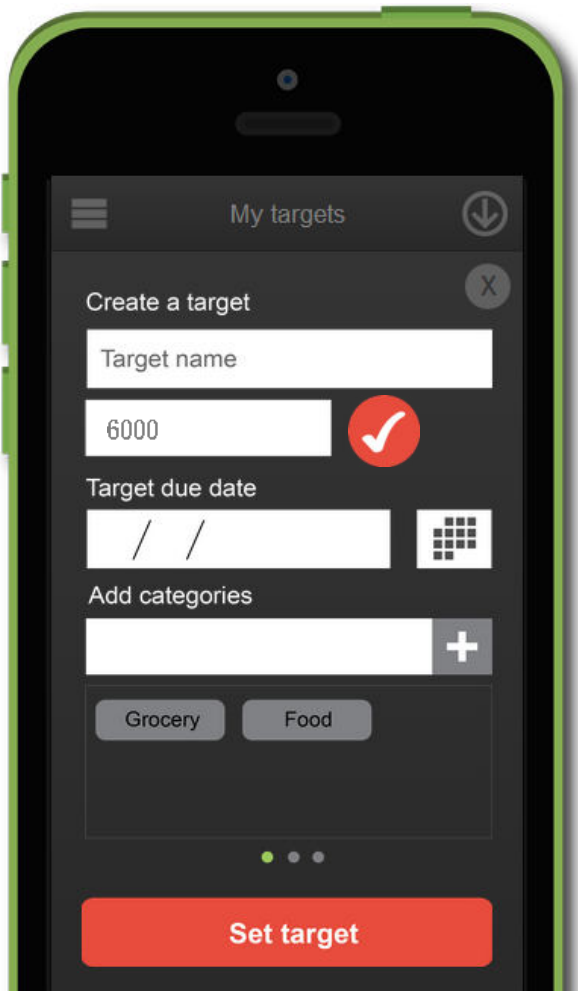 My targets
X
Create a target
Target name
6000
Target due date
/ /
Add categories
+
Grocery Food
Set target